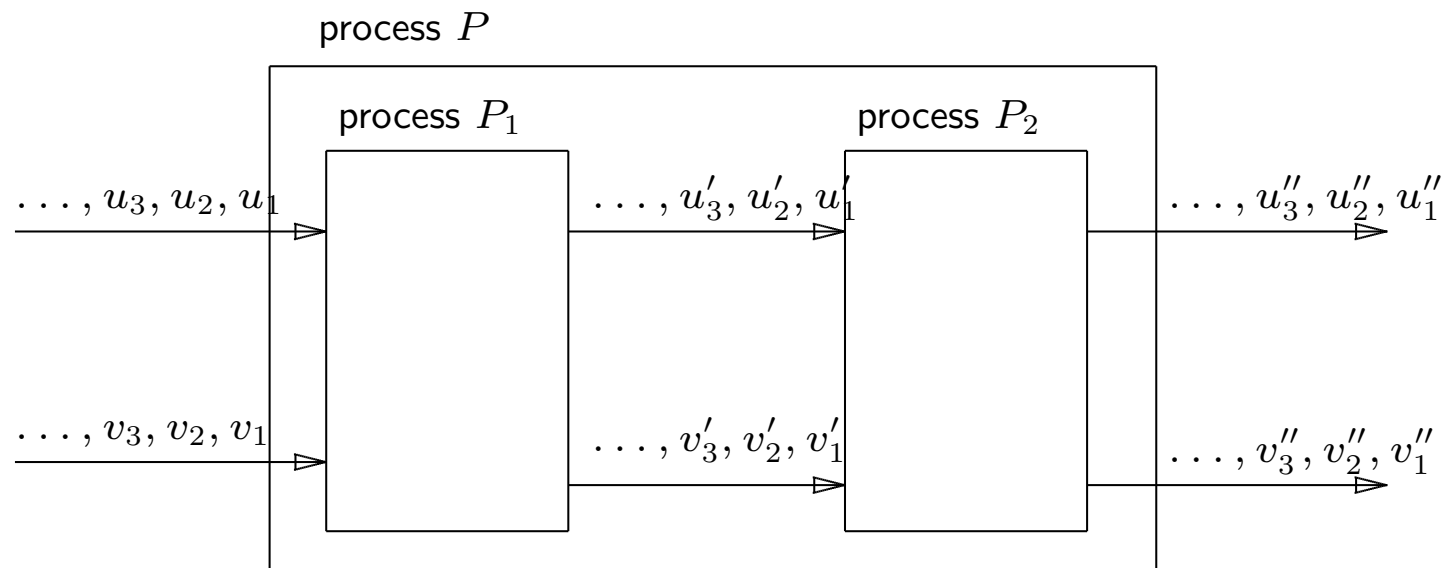 process P
process P₁
process P₂
. . . , u₃, u₂, u₁
. . . , u′₃, u′₂, u′₁
. . . , u″₃, u″₂, u″₁
. . . , v₃, v₂, v₁
. . . , v′₃, v′₂, v′₁
. . . , v″₃, v″₂, v″₁